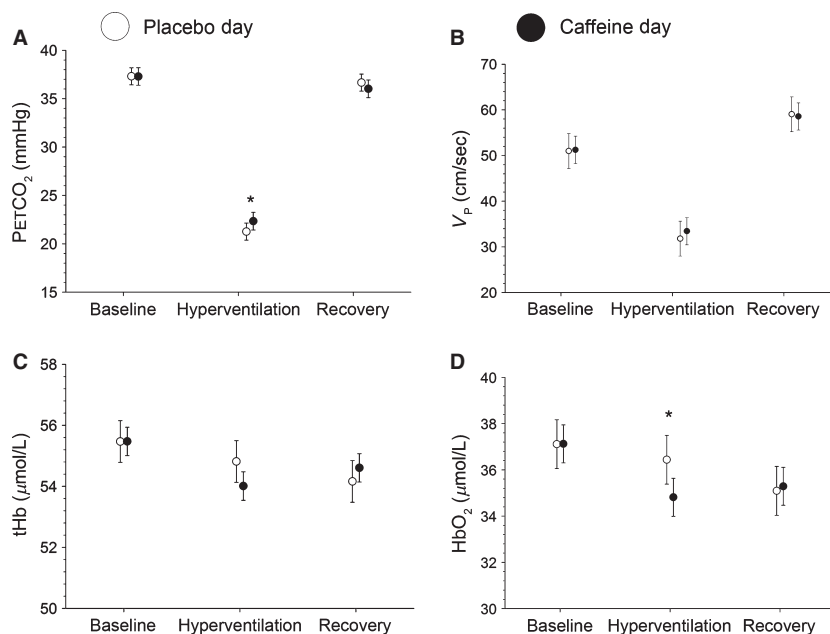 Placebo day
Caffeine day
A
40
35
30
25
20
15
PETCO2 (mmHg)
*
Baseline
Hyperventilation
Recovery
B
70
60
50
40
30
20
VP (cm/sec)
Baseline
Hyperventilation
Recovery
C
58
56
54
52
50
tHb (μmol/L)
Baseline
Hyperventilation
Recovery
D
40
38
36
34
32
30
HbO2 (μmol/L)
*
Baseline
Hyperventilation
Recovery